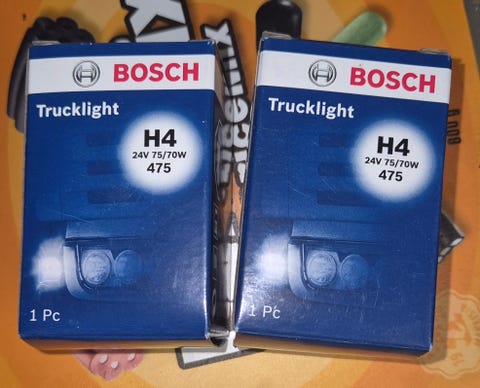 BOSCH
Trucklight
H4
24V 75/70W
475
1 Pc
BOSCH
Trucklight
H4
24V 75/70W
475
1 Pc